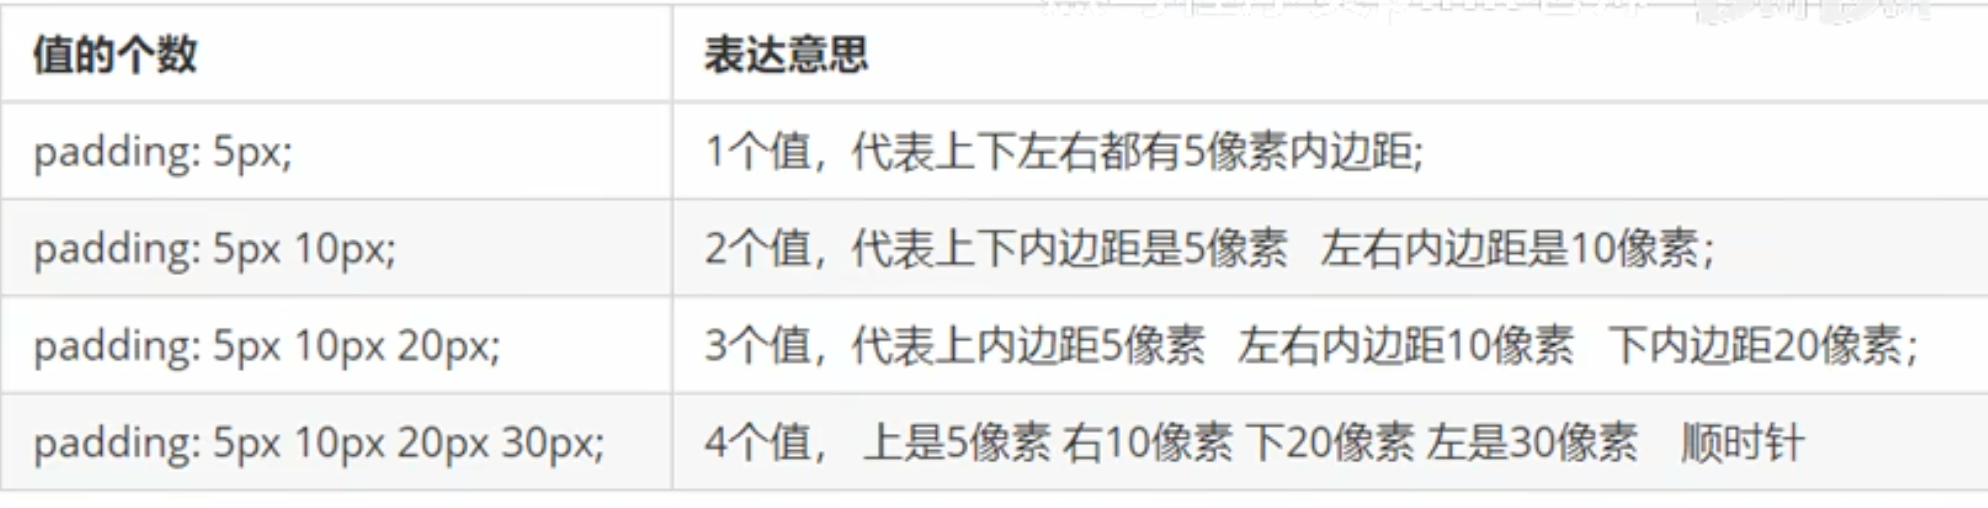 值的个数 表达意思
padding: 5px; 1个值，代表上下左右都有5像素内边距;
padding: 5px 10px; 2个值，代表上下内边距是5像素 左右内边距是10像素；
padding: 5px 10px 20px; 3个值，代表上内边距5像素 左右内边距10像素 下内边距20像素；
padding: 5px 10px 20px 30px; 4个值， 上是5像素 右10像素 下20像素 左是30像素 顺时针